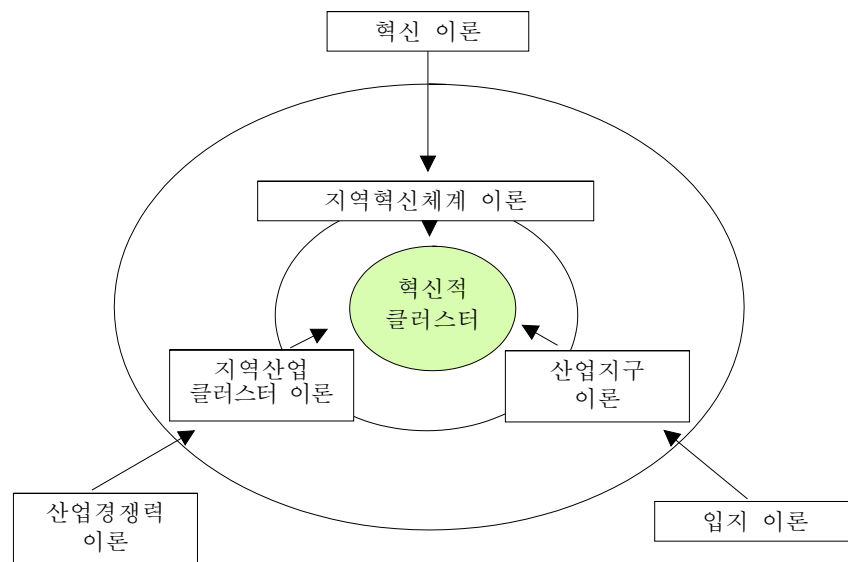 혁신 이론
지역혁신체계 이론
혁신적
클러스터
지역산업
클러스터 이론
산업지구
이론
산업경쟁력
이론
입지 이론